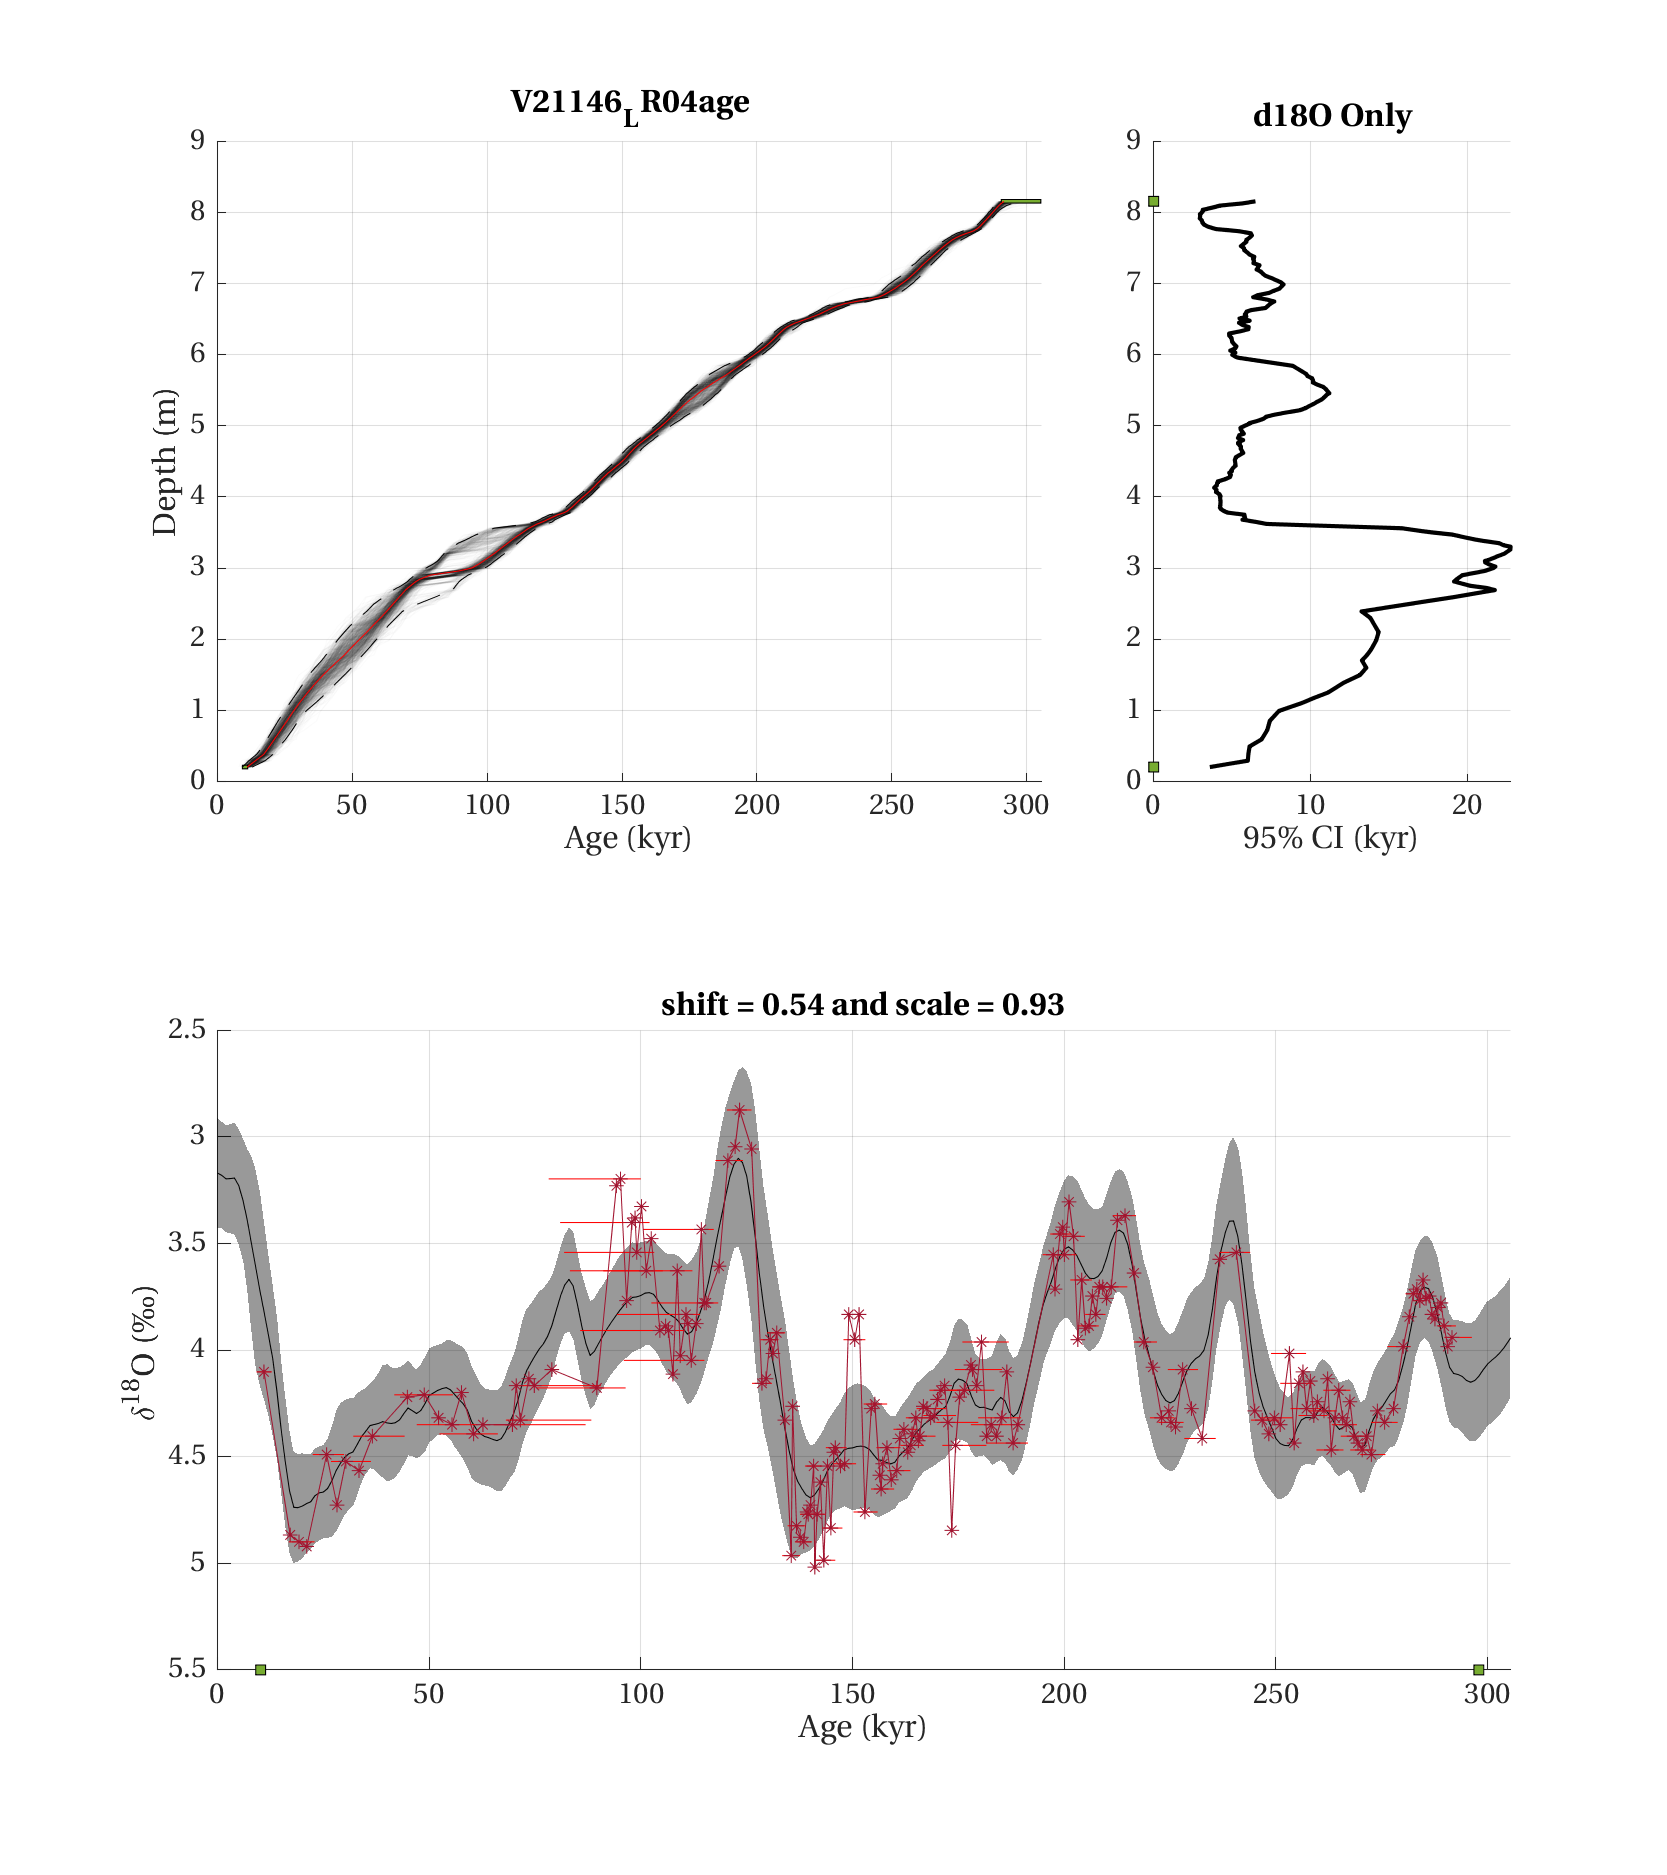 V21146LR04age
d18O Only
9
8
7
6
5
4
3
2
1
0
Depth (m)
0 50 100 150 200 250 300
Age (kyr)
9
8
7
6
5
4
3
2
1
0
0 10 20
95% CI (kyr)
shift = 0.54 and scale = 0.93
2.5
3
3.5
4
4.5
5
5.5
δ18O (‰)
0 50 100 150 200 250 300
Age (kyr)